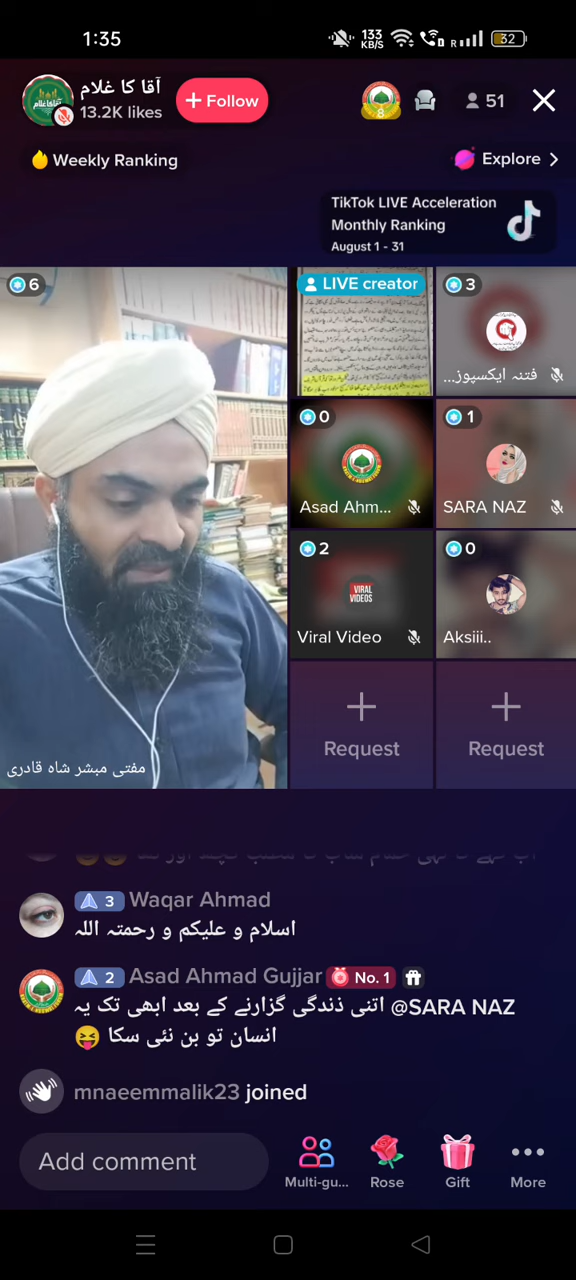 1:35
133
KB/S
R
32
آقا کا غلام
13.2K likes
+ Follow
8
51
Weekly Ranking
Explore >
TikTok LIVE Acceleration
Monthly Ranking
August 1 - 31
6
LIVE creator
3
فتنہ ایکسپوز...
0
Asad Ahm...
1
SARA NAZ
2
VIRAL
VIDEOS
Viral Video
0
Aksiii..
Request
Request
مفتی مبشر شاہ قادری
3 Waqar Ahmad
اسلام و علیکم و رحمتہ اللہ
2 Asad Ahmad Gujjar No. 1
@SARA NAZ اتنی ذندگی گزارنے کے بعد ابھی تک یہ
انسان تو بن نئی سکا 😝
mnaeemmalik23 joined
Add comment
Multi-gu...
Rose
Gift
More